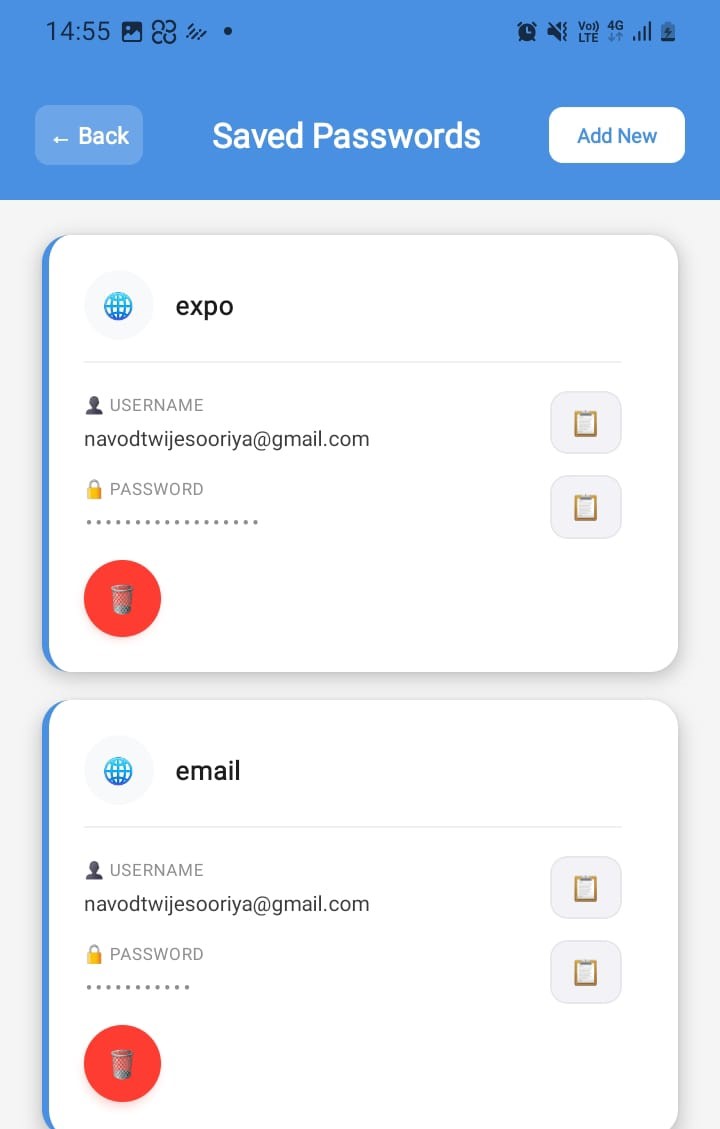 14:55
Vo)) LTE 4G
← Back
Saved Passwords
Add New
expo
USERNAME
navodtwijesooriya@gmail.com
PASSWORD
••••••••••••••••••
email
USERNAME
navodtwijesooriya@gmail.com
PASSWORD
•••••••••••